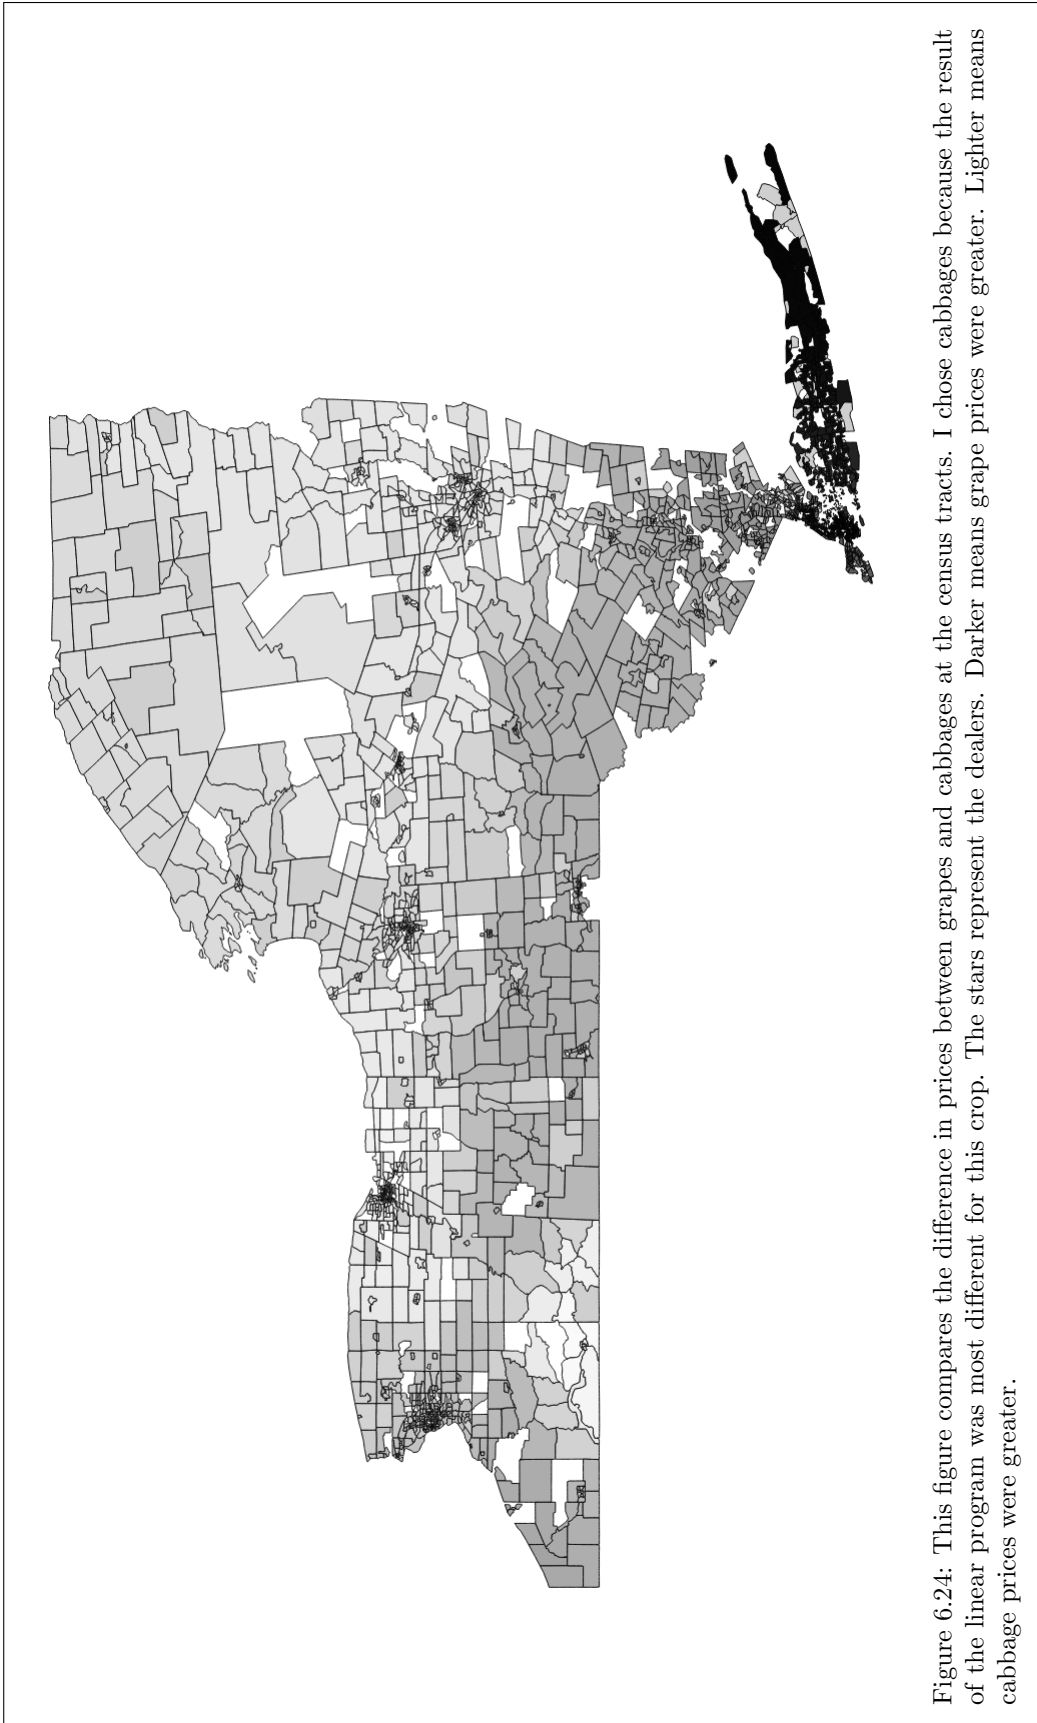 Figure 6.24: This figure compares the difference in prices between grapes and cabbages at the census tracts. I chose cabbages because the result
of the linear program was most different for this crop. The stars represent the dealers. Darker means grape prices were greater. Lighter means
cabbage prices were greater.